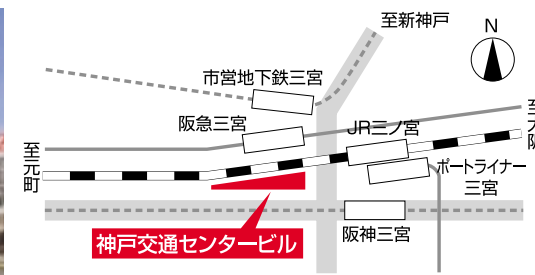 至新神戸
N
市営地下鉄三宮
至大阪
阪急三宮
JR三ノ宮
至元町
ポートライナー
三宮
阪神三宮
神戸交通センタービル